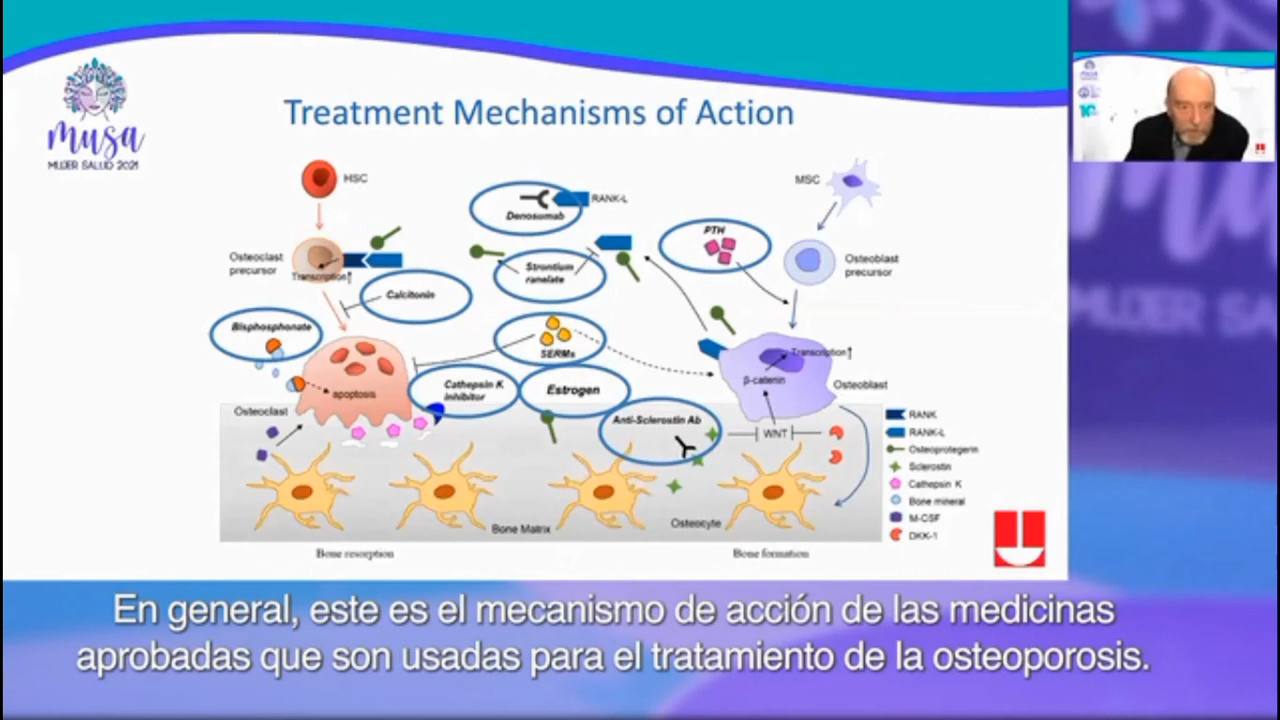 musa
MUJER SALUD 2021
Treatment Mechanisms of Action
HSC
MSC
Denosumab
RANK-L
PTH
Osteoclast
precursor
Transcription
Strontium
ranelate
Osteoblast
precursor
Calcitonin
Bisphosphonate
SERMs
Transcription
β-catenin
Osteoblast
apoptosis
Cathepsin K
inhibitor
Estrogen
Osteoclast
Anti-Sclerostin Ab
WNT
RANK
RANK-L
Osteoprotegerin
Sclerostin
Cathepsin K
Bone mineral
M-CSF
DKK-1
Bone Matrix
Osteocyte
Bone resorption
Bone formation
MUJER SA
En general, este es el mecanismo de acción de las medicinas
aprobadas que son usadas para el tratamiento de la osteoporosis.